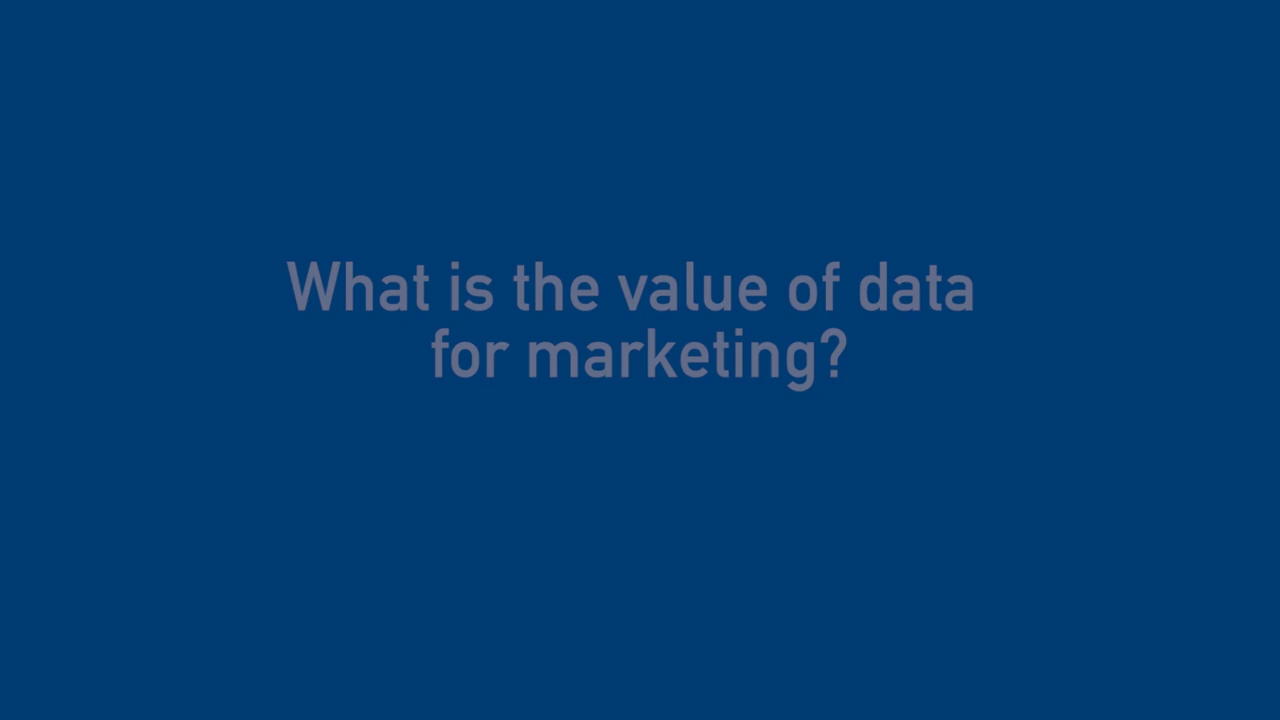 What is the value of data
for marketing?